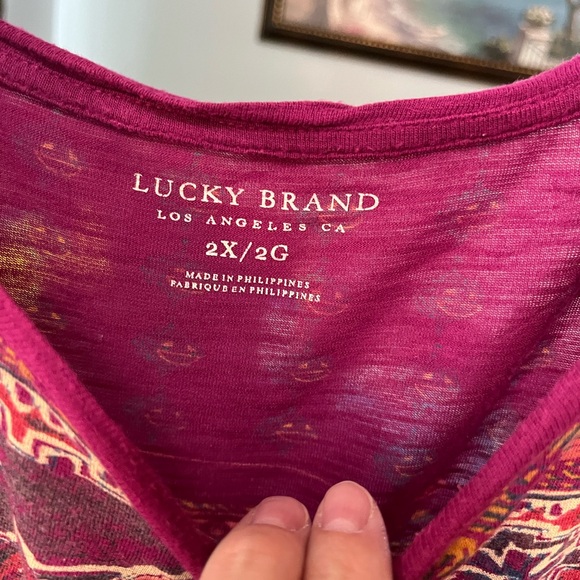 LUCKY BRAND
LOS ANGELES CA
2X/2G
MADE IN PHILIPPINES
FABRIQUE EN PHILIPPINES